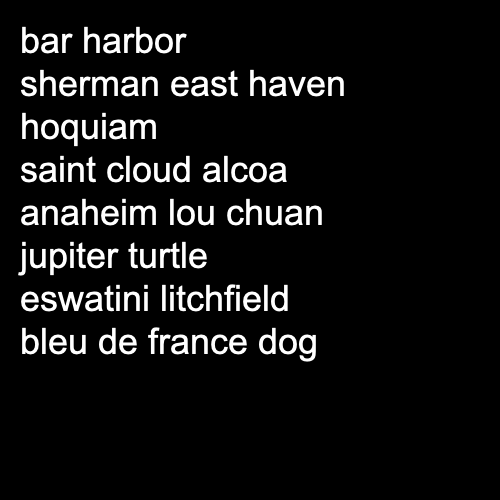 bar harbor
sherman east haven
hoquiam
saint cloud alcoa
anaheim lou chuan
jupiter turtle
eswatini litchfield
bleu de france dog